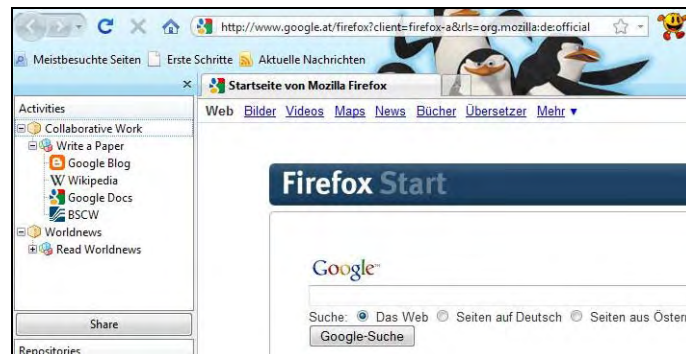 http://www.google.at/firefox?client=firefox-a&rls=org.mozilla:de:official
Meistbesuchte Seiten Erste Schritte Aktuelle Nachrichten
Startseite von Mozilla Firefox
Activities
Collaborative Work
Write a Paper
Google Blog
Wikipedia
Google Docs
BSCW
Worldnews
Read Worldnews
Share
Repositories
Web Bilder Videos Maps News Bücher Übersetzer Mehr ▼
Firefox Start
Google™
Suche: Das Web Seiten auf Deutsch Seiten aus Österr
Google-Suche